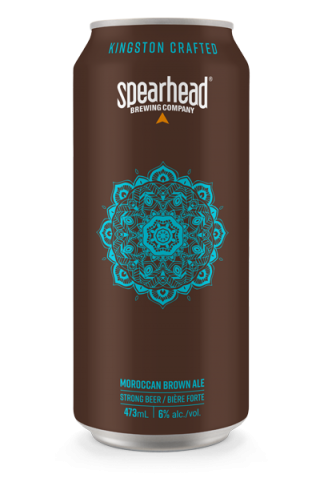 KINGSTON CRAFTED
spearhead®
BREWING COMPANY
MOROCCAN BROWN ALE
STRONG BEER / BIÈRE FORTE
473mL | 6% alc./vol.